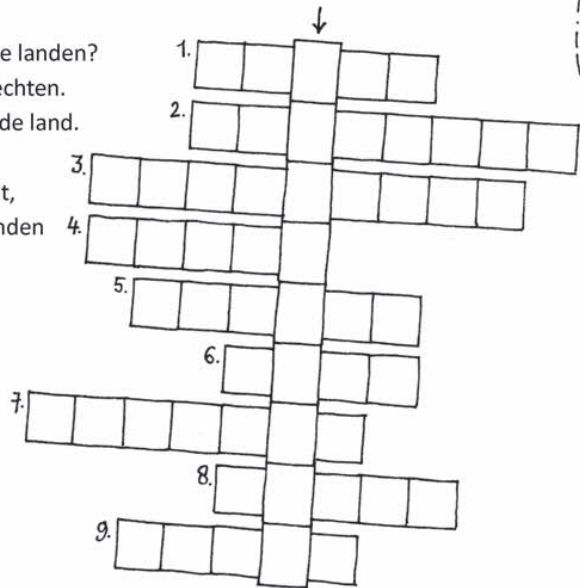 e landen?
echten.
de land.
t,
nden
1.
2.
3.
4.
5.
6.
7.
8.
9.